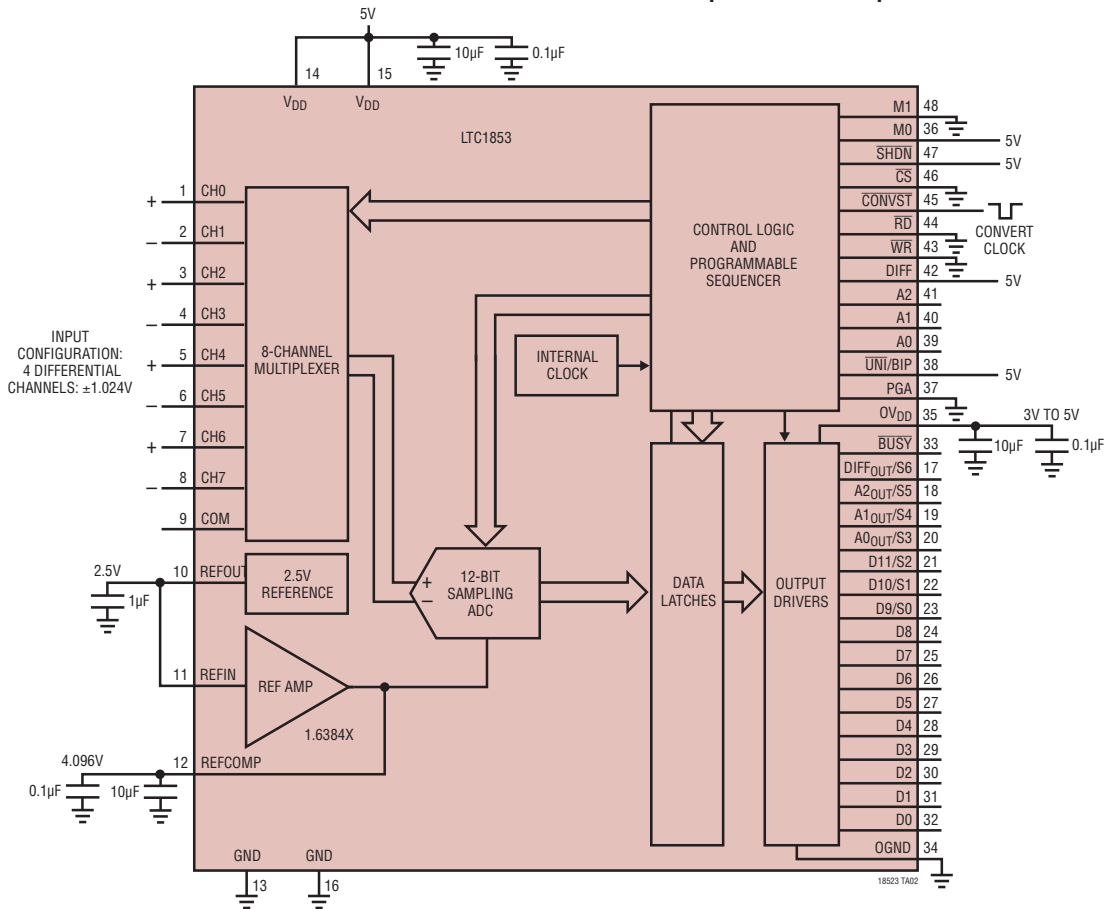 5V
10µF
0.1µF
14
15
VDD
VDD
LTC1853
M1 48
M0 36
5V
SHDN 47
5V
CS 46
CONVST 45
CONVERT
CLOCK
RD 44
WR 43
DIFF 42
5V
A2 41
A1 40
A0 39
UNI/BIP 38
5V
PGA 37
OVDD 35
3V TO 5V
10µF
0.1µF
BUSY 33
DIFFOUT/S6 17
A2OUT/S5 18
A1OUT/S4 19
A0OUT/S3 20
D11/S2 21
D10/S1 22
D9/S0 23
D8 24
D7 25
D6 26
D5 27
D4 28
D3 29
D2 30
D1 31
D0 32
OGND 34
CONTROL LOGIC
AND
PROGRAMMABLE
SEQUENCER
+ 1 CH0
– 2 CH1
+ 3 CH2
– 4 CH3
+ 5 CH4
– 6 CH5
+ 7 CH6
– 8 CH7
9 COM
INPUT
CONFIGURATION:
4 DIFFERENTIAL
CHANNELS: ±1.024V
8-CHANNEL
MULTIPLEXER
INTERNAL
CLOCK
2.5V
10 REFOUT
1µF
2.5V
REFERENCE
+
–
12-BIT
SAMPLING
ADC
DATA
LATCHES
OUTPUT
DRIVERS
11 REFIN
REF AMP
1.6384X
4.096V
12 REFCOMP
0.1µF
10µF
GND
GND
13
16
18523 TA02